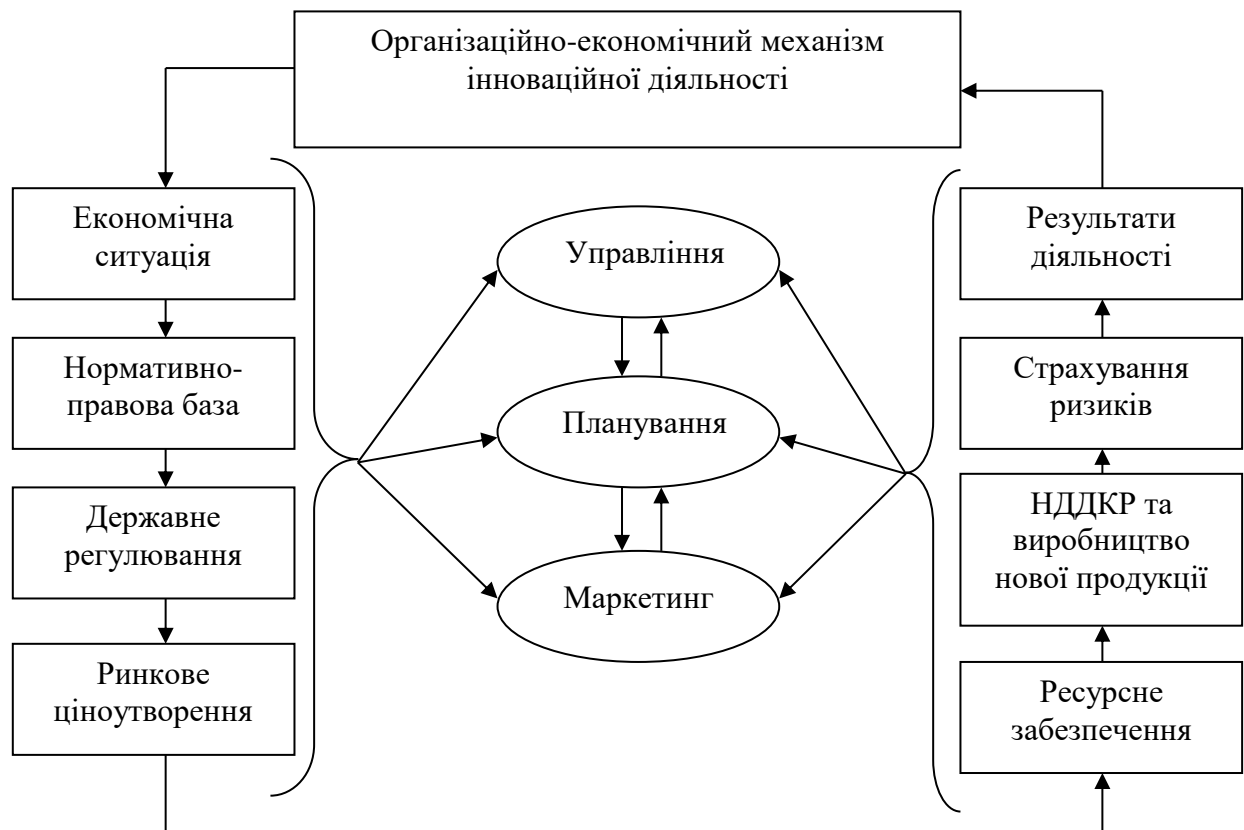 Організаційно-економічний механізм
інноваційної діяльності
Економічна
ситуація
Нормативно-
правова база
Державне
регулювання
Ринкове
ціноутворення
Управління
Планування
Маркетинг
Результати
діяльності
Страхування
ризиків
НДДКР та
виробництво
нової продукції
Ресурсне
забезпечення